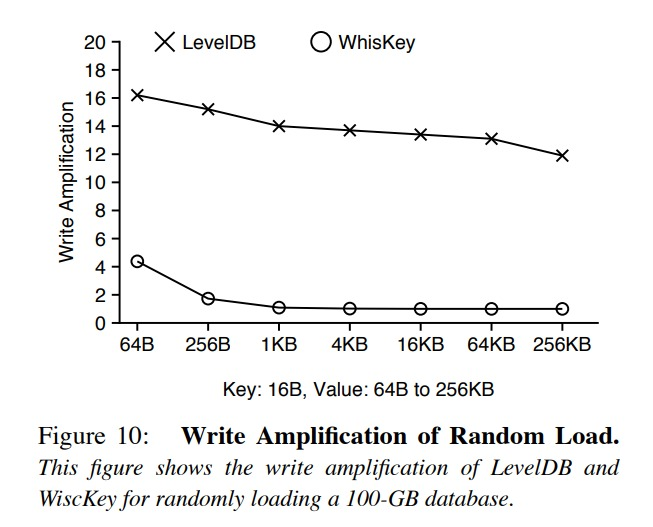 20
LevelDB
WhisKey
18
16
14
12
10
8
6
4
2
0
Write Amplification
64B 256B 1KB 4KB 16KB 64KB 256KB
Key: 16B, Value: 64B to 256KB
Figure 10: Write Amplification of Random Load.
This figure shows the write amplification of LevelDB and
WiscKey for randomly loading a 100-GB database.